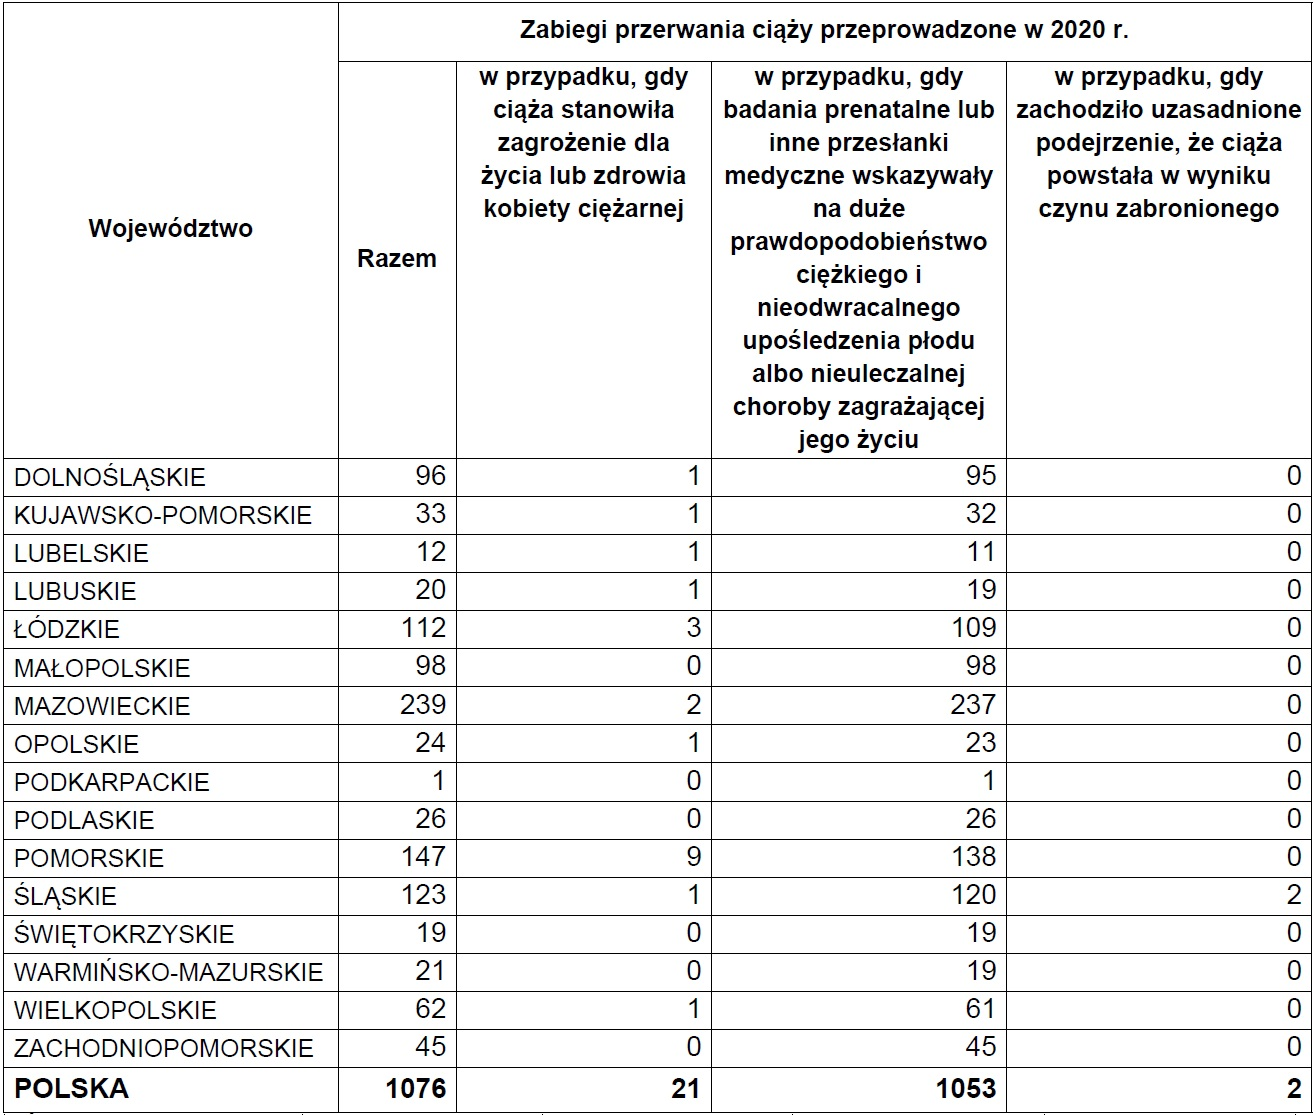 Zabiegi przerwania ciąży przeprowadzone w 2020 r.
Województwo
Razem
w przypadku, gdy
ciąża stanowiła
zagrożenie dla
życia lub zdrowia
kobiety ciężarnej
w przypadku, gdy
badania prenatalne lub
inne przesłanki
medyczne wskazywały
na duże
prawdopodobieństwo
ciężkiego i
nieodwracalnego
upośledzenia płodu
albo nieuleczalnej
choroby zagrażającej
jego życiu
w przypadku, gdy
zachodziło uzasadnione
podejrzenie, że ciąża
powstała w wyniku
czynu zabronionego
DOLNOŚLĄSKIE 96 1 95 0
KUJAWSKO-POMORSKIE 33 1 32 0
LUBELSKIE 12 1 11 0
LUBUSKIE 20 1 19 0
ŁÓDZKIE 112 3 109 0
MAŁOPOLSKIE 98 0 98 0
MAZOWIECKIE 239 2 237 0
OPOLSKIE 24 1 23 0
PODKARPACKIE 1 0 1 0
PODLASKIE 26 0 26 0
POMORSKIE 147 9 138 0
ŚLĄSKIE 123 1 120 2
ŚWIĘTOKRZYSKIE 19 0 19 0
WARMIŃSKO-MAZURSKIE 21 0 19 0
WIELKOPOLSKIE 62 1 61 0
ZACHODNIOPOMORSKIE 45 0 45 0
POLSKA 1076 21 1053 2